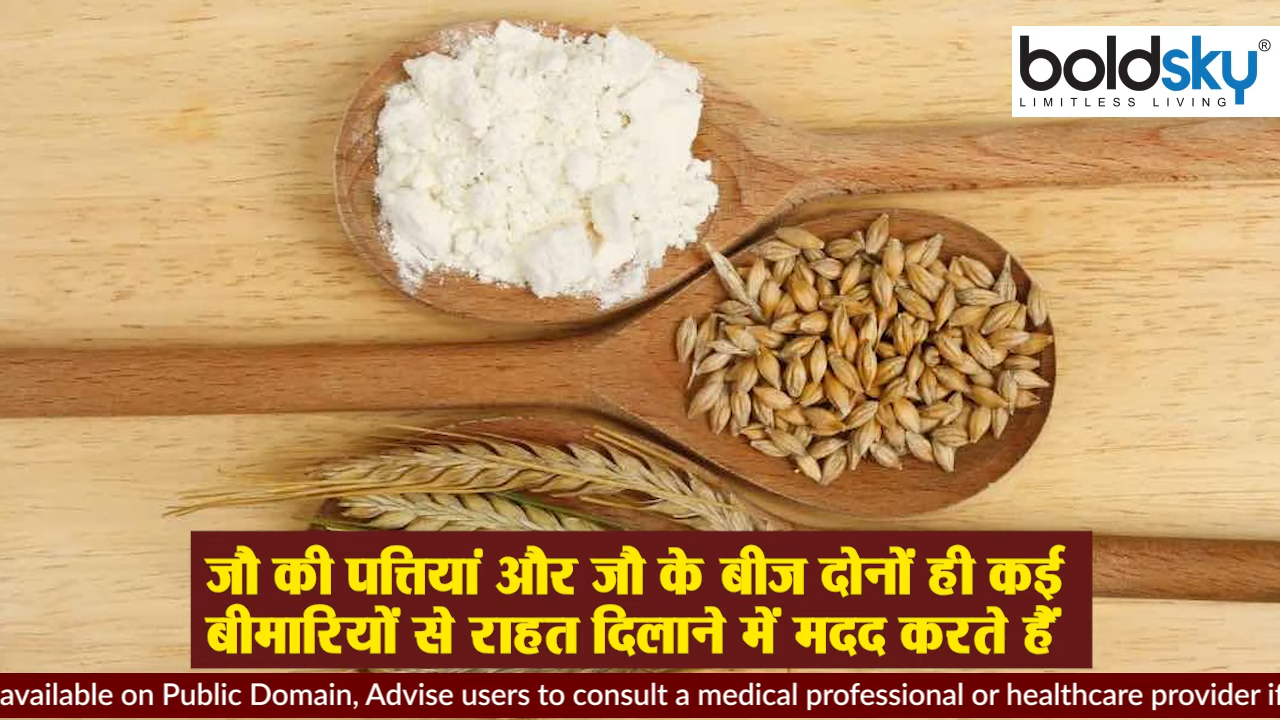 boldsky®
LIMITLESS LIVING
जौ की पत्तियां और जौ के बीज दोनों ही कई
बीमारियों से राहत दिलाने में मदद करते हैं
available on Public Domain, Advise users to consult a medical professional or healthcare provider if